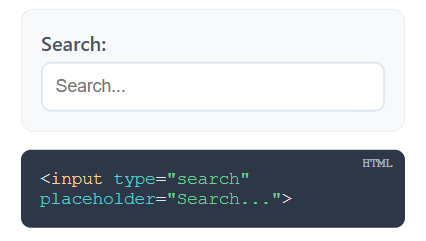 Search:
Search...
HTML
<input type="search"
placeholder="Search...">